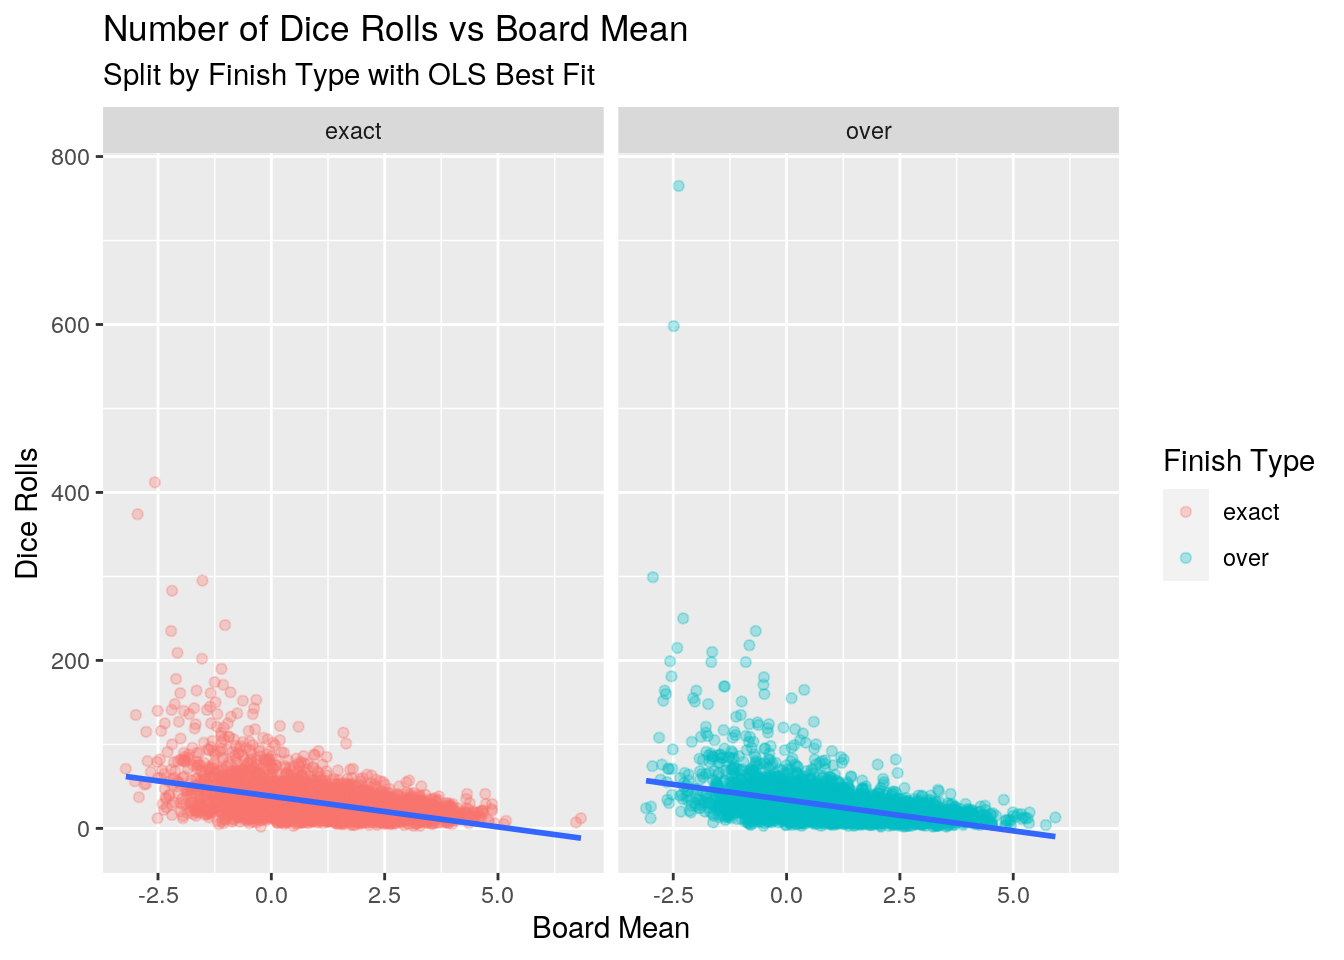 Number of Dice Rolls vs Board Mean
Split by Finish Type with OLS Best Fit
exact
over
800
600
400
200
0
Dice Rolls
-2.5
0.0
2.5
5.0
-2.5
0.0
2.5
5.0
Board Mean
Finish Type
exact
over